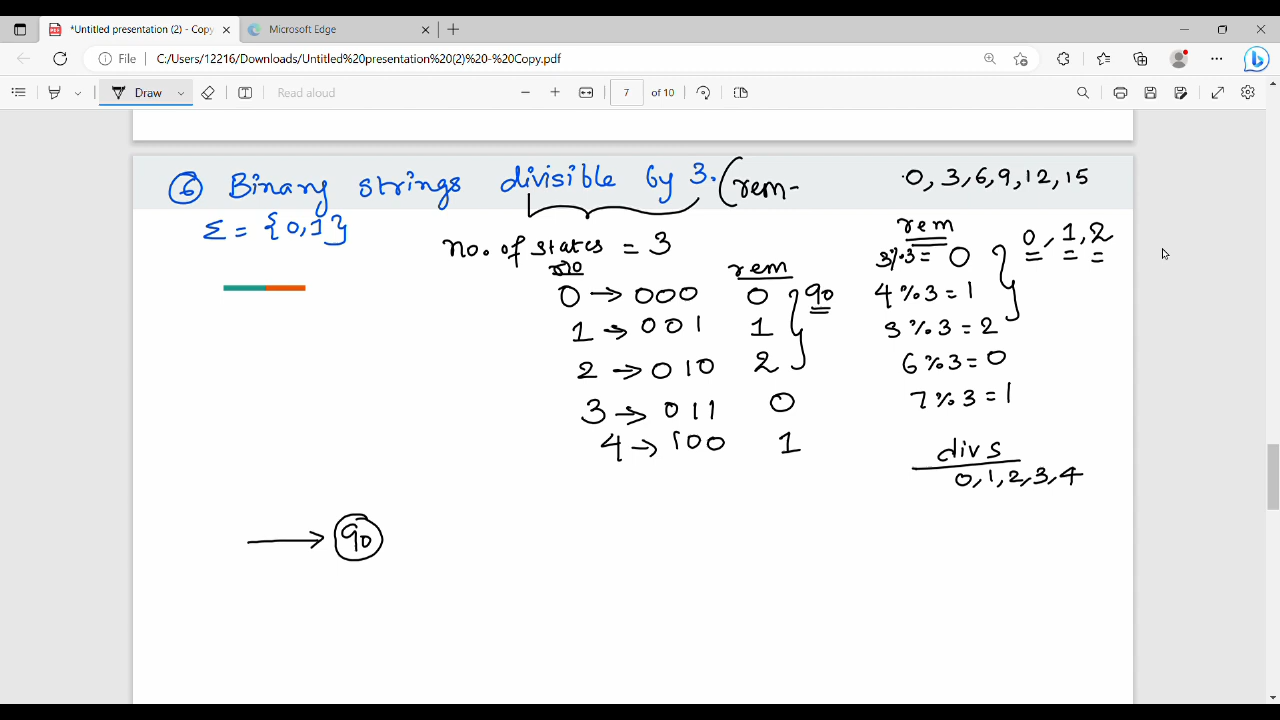 *Untitled presentation (2) - Copy
Microsoft Edge
File
C:/Users/12216/Downloads/Untitled%20presentation%20(2)%20-%20Copy.pdf
Draw
Read aloud
7 of 10
6 Binary strings divisible by 3. (rem-
0, 3, 6, 9, 12, 15
Σ = {0,1}
no. of states = 3
rem
3%3 = 0
0, 1, 2
rem
0 → 000 0
q0
4%3 = 1
1 → 001 1
5%3 = 2
2 → 010 2
6%3 = 0
3 → 011 0
7%3 = 1
4 → 100 1
div 5
0, 1, 2, 3, 4
→ q0